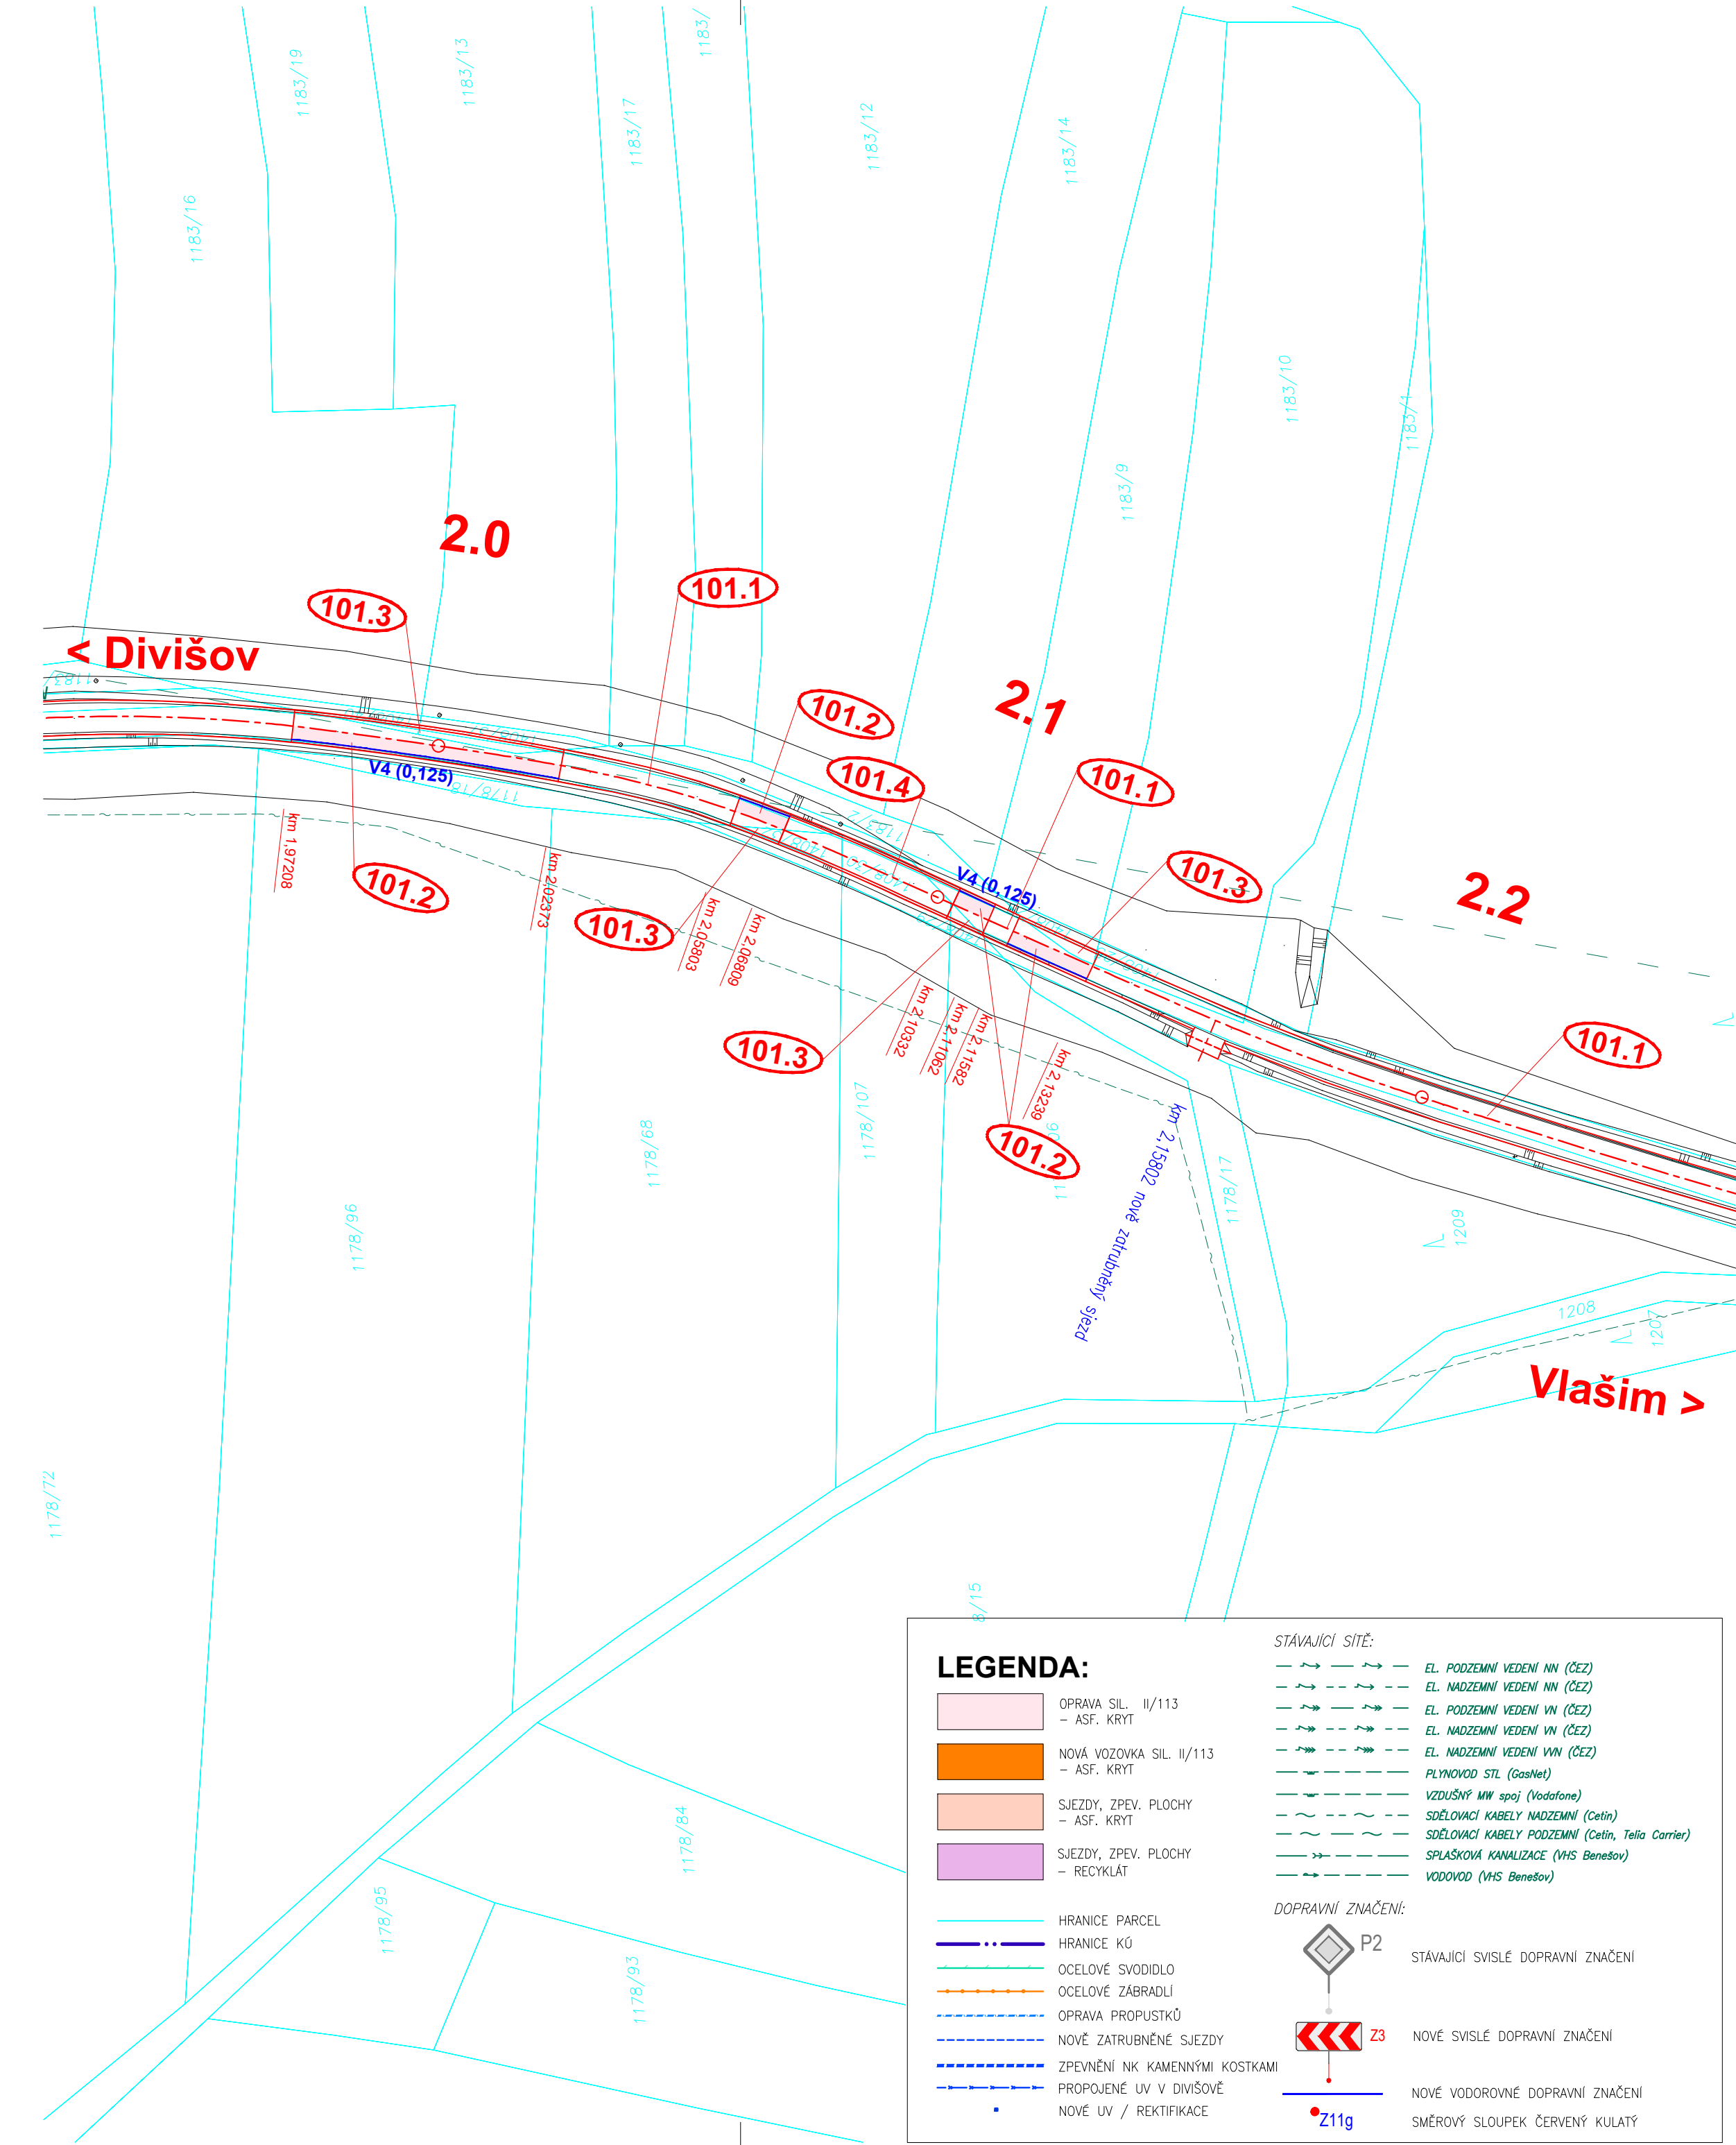 1183/19
1183/13
1183/
1183/17
1183/12
1183/14
1183/16
1183/10
1183/1
1183/9
2.0
101.1
101.3
< Divišov
2.1
101.2
101.4
101.1
V4 (0,125)
1178/18
1183/2
101.3
V4 (0,125)
2.2
km 1,97208
101.2
km 2,02373
101.3
km 2,05803
km 2,06809
101.3
km 2,10332
km 2,11062
km 2,11582
km 2,13239
101.2
101.1
km 2,15802 nově zatrubněný sjezd
1178/107
1178/68
1178/96
1178/17
1209
1208
1207
Vlašim >
1178/72
8/15
1178/84
1178/95
1178/93
LEGENDA:
OPRAVA SIL. II/113
– ASF. KRYT
NOVÁ VOZOVKA SIL. II/113
– ASF. KRYT
SJEZDY, ZPEV. PLOCHY
– ASF. KRYT
SJEZDY, ZPEV. PLOCHY
– RECYKLÁT
HRANICE PARCEL
HRANICE KÚ
OCELOVÉ SVODIDLO
OCELOVÉ ZÁBRADLÍ
OPRAVA PROPUSTKŮ
NOVĚ ZATRUBNĚNÉ SJEZDY
ZPEVNĚNÍ NK KAMENNÝMI KOSTKAMI
PROPOJENÉ UV V DIVIŠOVĚ
NOVÉ UV / REKTIFIKACE
STÁVAJÍCÍ SÍTĚ:
EL. PODZEMNÍ VEDENÍ NN (ČEZ)
EL. NADZEMNÍ VEDENÍ NN (ČEZ)
EL. PODZEMNÍ VEDENÍ VN (ČEZ)
EL. NADZEMNÍ VEDENÍ VN (ČEZ)
EL. NADZEMNÍ VEDENÍ VVN (ČEZ)
PLYNOVOD STL (GasNet)
VZDUŠNÝ MW spoj (Vodafone)
SDĚLOVACÍ KABELY NADZEMNÍ (Cetin)
SDĚLOVACÍ KABELY PODZEMNÍ (Cetin, Telia Carrier)
SPLAŠKOVÁ KANALIZACE (VHS Benešov)
VODOVOD (VHS Benešov)
DOPRAVNÍ ZNAČENÍ:
P2
STÁVAJÍCÍ SVISLÉ DOPRAVNÍ ZNAČENÍ
Z3
NOVÉ SVISLÉ DOPRAVNÍ ZNAČENÍ
NOVÉ VODOROVNÉ DOPRAVNÍ ZNAČENÍ
Z11g
SMĚROVÝ SLOUPEK ČERVENÝ KULATÝ